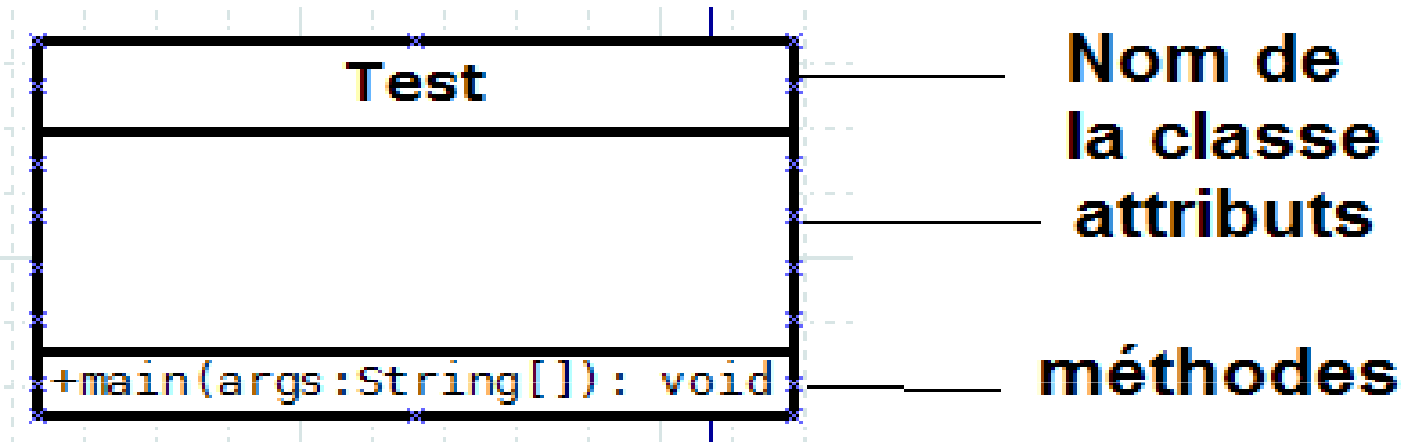 Test
Nom de
la classe
attributs
+main(args:String[]): void
méthodes